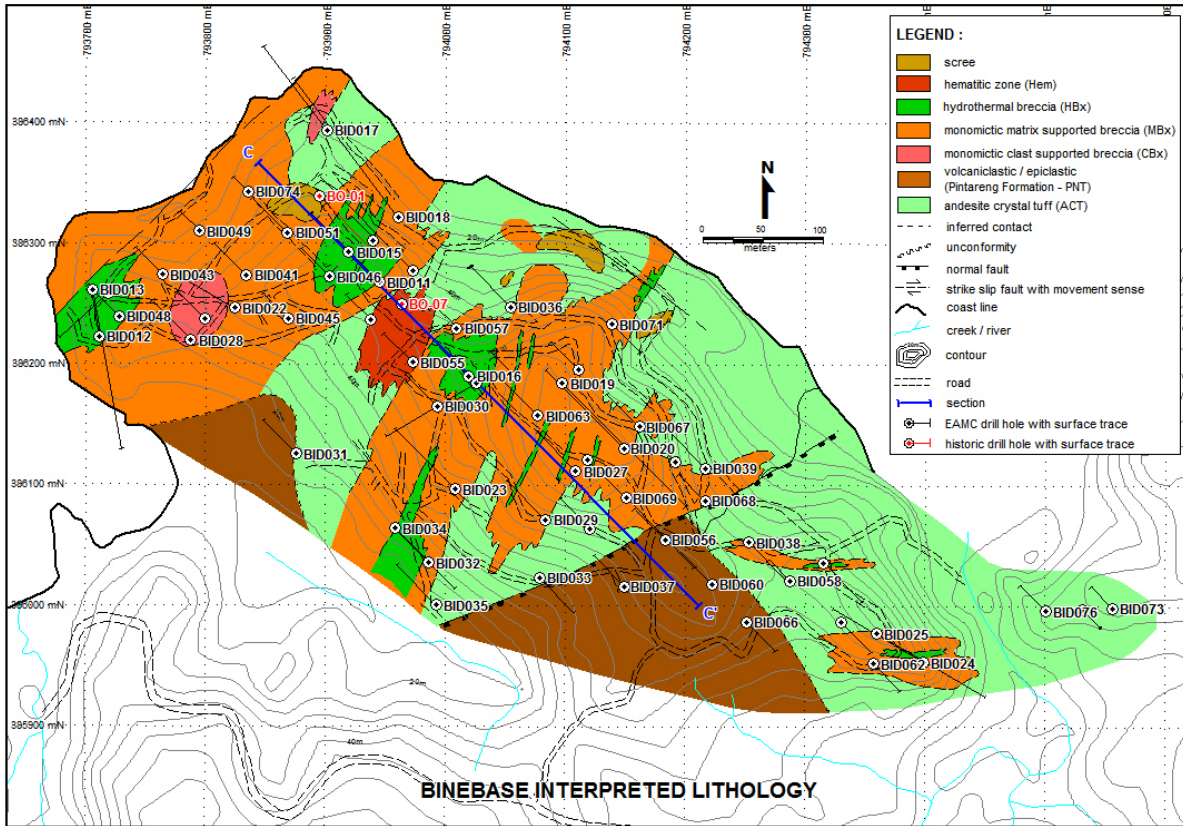 793700 mE
793800 mE
793900 mE
794000 mE
794100 mE
794200 mE
794300 mE
386400 mN
386300 mN
386200 mN
386100 mN
386000 mN
385900 mN
LEGEND :
scree
hematitic zone (Hem)
hydrothermal breccia (HBx)
monomictic matrix supported breccia (MBx)
monomictic clast supported breccia (CBx)
volcaniclastic / epiclastic
(Pintareng Formation - PNT)
andesite crystal tuff (ACT)
inferred contact
unconformity
normal fault
strike slip fault with movement sense
coast line
creek / river
contour
road
section
EAMC drill hole with surface trace
historic drill hole with surface trace
N
0 50 100
meters
BID017
C
BID074
BO-01
BID018
BID049
BID051
BID015
BID043
BID041
BID046
BID011
BID013
BO-07
BID048
BID022
BID045
BID036
BID012
BID028
BID057
BID071
BID055
BID016
BID019
BID030
BID063
BID067
BID031
BID020
BID027
BID039
BID023
BID069
BID068
BID034
BID029
BID056
BID038
BID032
BID033
BID037
BID060
BID058
BID035
BID066
C'
BID076
BID073
BID025
BID062
BID024
20m
40m
BINEBASE INTERPRETED LITHOLOGY